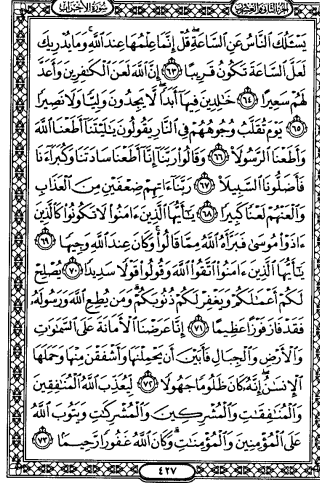 الجزء الثاني والعشرون
سورة الأحزاب
يَسْـَٔلُكَ ٱلنَّاسُ عَنِ ٱلسَّاعَةِ ۖ قُلْ إِنَّمَا عِلْمُهَا عِندَ ٱللَّهِ ۚ وَمَا يُدْرِيكَ
لَعَلَّ ٱلسَّاعَةَ تَكُونُ قَرِيبًا ٦٣ إِنَّ ٱللَّهَ لَعَنَ ٱلْكَـٰفِرِينَ وَأَعَدَّ
لَهُمْ سَعِيرًا ٦٤ خَـٰلِدِينَ فِيهَآ أَبَدًا ۖ لَّا يَجِدُونَ وَلِيًّا وَلَا نَصِيرًا
٦٥ يَوْمَ تُقَلَّبُ وُجُوهُهُمْ فِى ٱلنَّارِ يَقُولُونَ يَـٰلَيْتَنَآ أَطَعْنَا ٱللَّهَ
وَأَطَعْنَا ٱلرَّسُولَا۠ ٦٦ وَقَالُوا۟ رَبَّنَآ إِنَّآ أَطَعْنَا سَادَتَنَا وَكُبَرَآءَنَا
فَأَضَلُّونَا ٱلسَّبِيلَا۠ ٦٧ رَبَّنَآ ءَاتِهِمْ ضِعْفَيْنِ مِنَ ٱلْعَذَابِ
وَٱلْعَنْهُمْ لَعْنًا كَبِيرًا ٦٨ يَـٰٓأَيُّهَا ٱلَّذِينَ ءَامَنُوا۟ لَا تَكُونُوا۟ كَٱلَّذِينَ
ءَاذَوْا۟ مُوسَىٰ فَبَرَّأَهُ ٱللَّهُ مِمَّا قَالُوا۟ ۚ وَكَانَ عِندَ ٱللَّهِ وَجِيهًا ٦٩
يَـٰٓأَيُّهَا ٱلَّذِينَ ءَامَنُوا۟ ٱتَّقُوا۟ ٱللَّهَ وَقُولُوا۟ قَوْلًا سَدِيدًا ٧٠ يُصْلِحْ
لَكُمْ أَعْمَـٰلَكُمْ وَيَغْفِرْ لَكُمْ ذُنُوبَكُمْ ۗ وَمَن يُطِعِ ٱللَّهَ وَرَسُولَهُۥ
فَقَدْ فَازَ فَوْزًا عَظِيمًا ٧١ إِنَّا عَرَضْنَا ٱلْأَمَانَةَ عَلَى ٱلسَّمَـٰوَٰتِ
وَٱلْأَرْضِ وَٱلْجِبَالِ فَأَبَيْنَ أَن يَحْمِلْنَهَا وَأَشْفَقْنَ مِنْهَا وَحَمَلَهَا
ٱلْإِنسَـٰنُ ۖ إِنَّهُۥ كَانَ ظَلُومًا جَهُولًا ٧٢ لِّيُعَذِّبَ ٱللَّهُ ٱلْمُنَـٰفِقِينَ
وَٱلْمُنَـٰفِقَـٰتِ وَٱلْمُشْرِكِينَ وَٱلْمُشْرِكَـٰتِ وَيَتُوبَ ٱللَّهُ
عَلَى ٱلْمُؤْمِنِينَ وَٱلْمُؤْمِنَـٰتِ ۗ وَكَانَ ٱللَّهُ غَفُورًا رَّحِيمًۢا ٧٣
٤٢٧